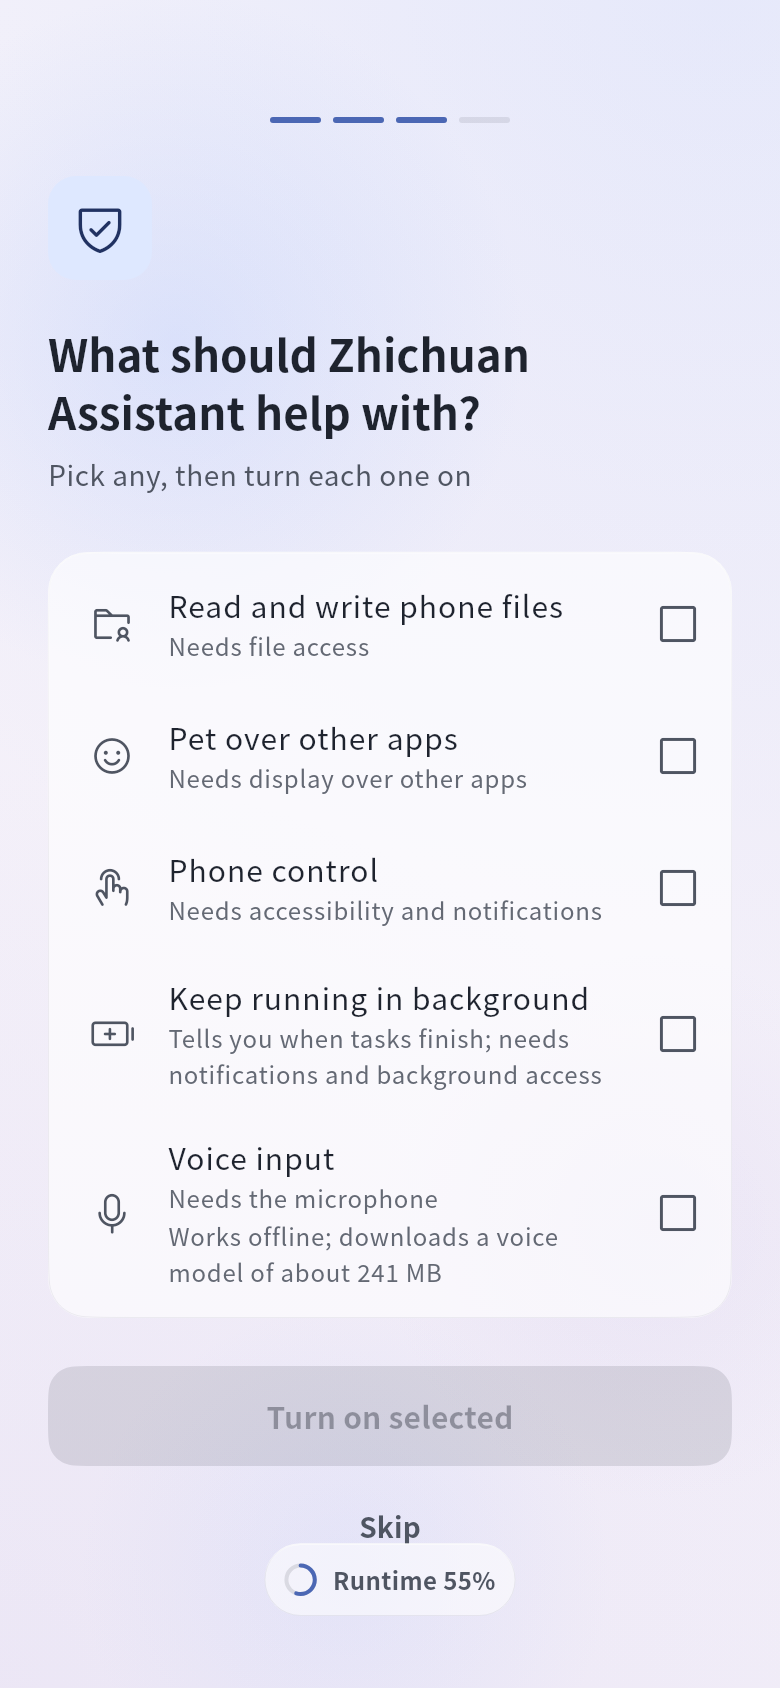 What should Zhichuan
Assistant help with?
Pick any, then turn each one on
Read and write phone files
Needs file access
Pet over other apps
Needs display over other apps
Phone control
Needs accessibility and notifications
Keep running in background
Tells you when tasks finish; needs
notifications and background access
Voice input
Needs the microphone
Works offline; downloads a voice
model of about 241 MB
Turn on selected
Skip
Runtime 55%